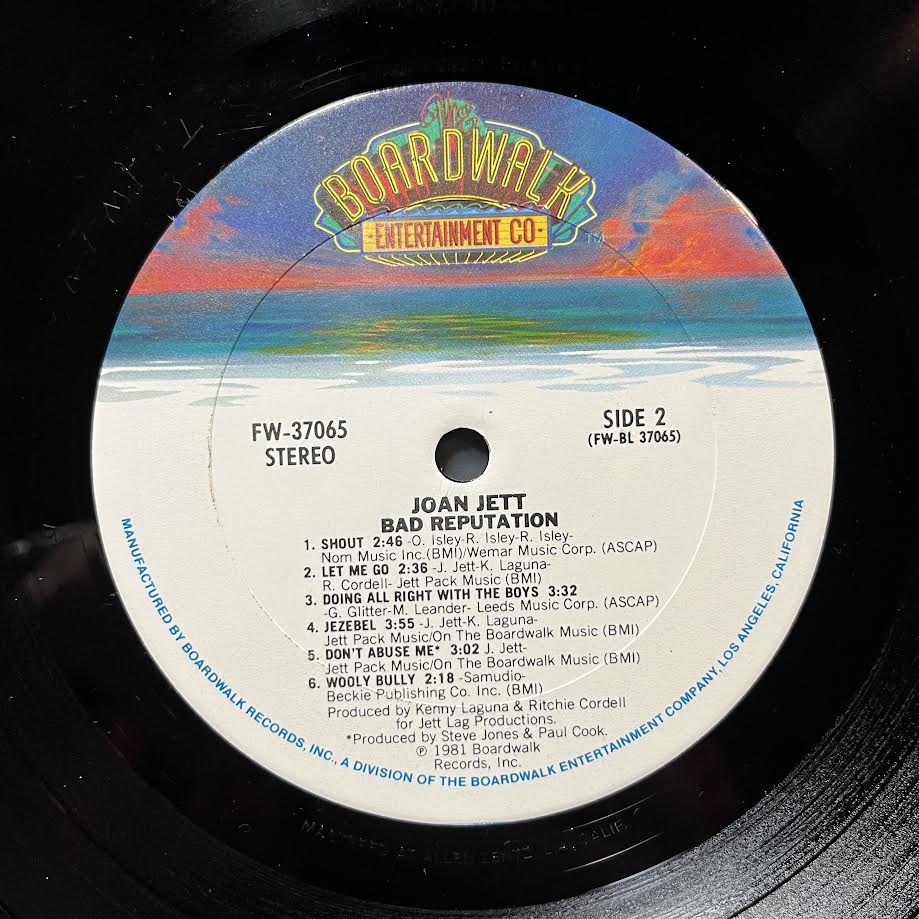 The
BOARDWALK
·ENTERTAINMENT CO·
TM
FW-37065
STEREO
SIDE 2
(FW-BL 37065)
JOAN JETT
BAD REPUTATION
1. SHOUT 2:46 -O. Isley-R. Isley-R. Isley-
Nom Music Inc.(BMI)/Wemar Music Corp. (ASCAP)
2. LET ME GO 2:36 -J. Jett-K. Laguna-
R. Cordell- Jett Pack Music (BMI)
3. DOING ALL RIGHT WITH THE BOYS 3:32
-G. Glitter-M. Leander- Leeds Music Corp. (ASCAP)
4. JEZEBEL 3:55 -J. Jett-K. Laguna-
Jett Pack Music/On The Boardwalk Music (BMI)
5. DON'T ABUSE ME* 3:02 J. Jett-
Jett Pack Music/On The Boardwalk Music (BMI)
6. WOOLY BULLY 2:18 -Samudio-
Beckie Publishing Co. Inc. (BMI)
Produced by Kenny Laguna & Ritchie Cordell
for Jett Lag Productions.
*Produced by Steve Jones & Paul Cook.
℗ 1981 Boardwalk
Records, Inc.
MANUFACTURED BY BOARDWALK RECORDS, INC., A DIVISION OF THE BOARDWALK ENTERTAINMENT COMPANY, LOS ANGELES, CALIFORNIA